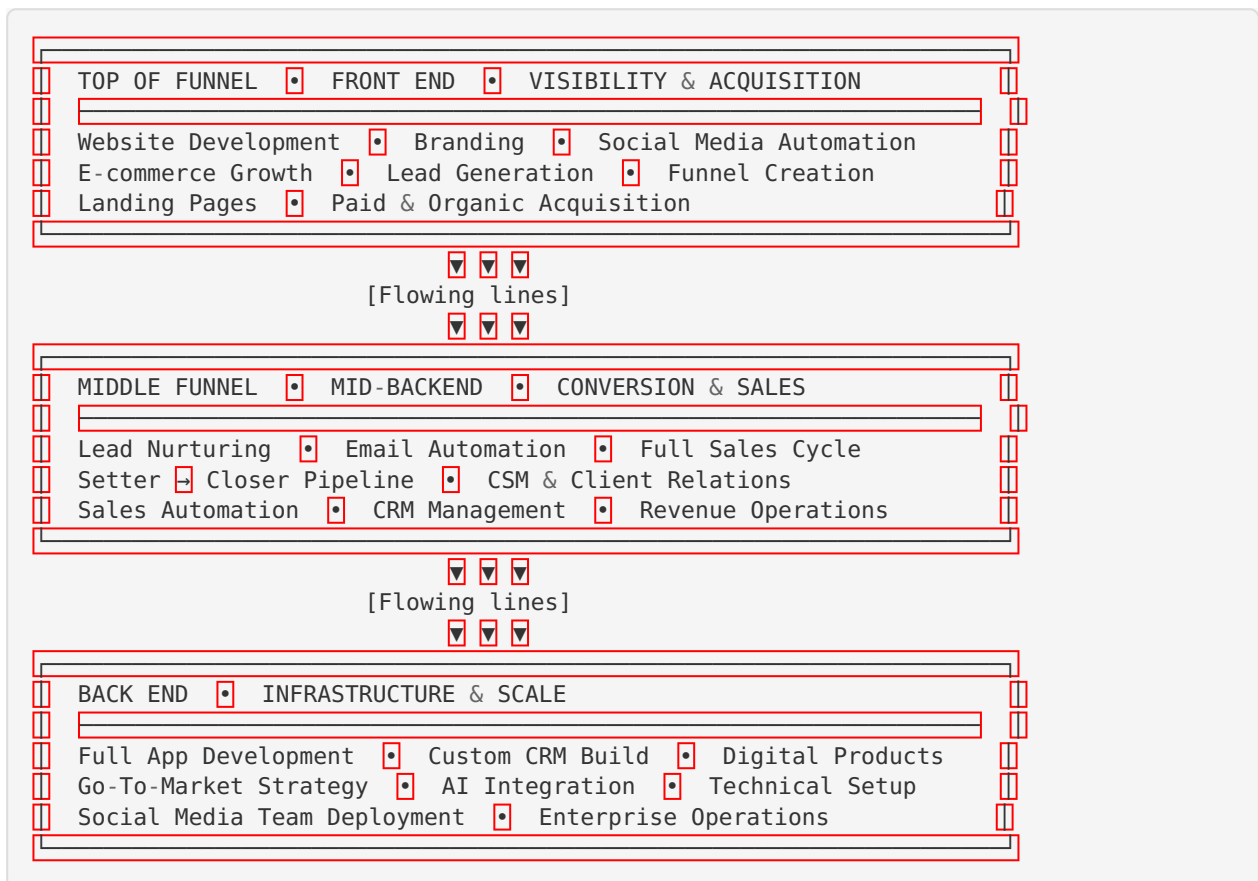 TOP OF FUNNEL • FRONT END • VISIBILITY & ACQUISITION
Website Development • Branding • Social Media Automation
E-commerce Growth • Lead Generation • Funnel Creation
Landing Pages • Paid & Organic Acquisition
▼ ▼ ▼
[Flowing lines]
▼ ▼ ▼
MIDDLE FUNNEL • MID-BACKEND • CONVERSION & SALES
Lead Nurturing • Email Automation • Full Sales Cycle
Setter → Closer Pipeline • CSM & Client Relations
Sales Automation • CRM Management • Revenue Operations
▼ ▼ ▼
[Flowing lines]
▼ ▼ ▼
BACK END • INFRASTRUCTURE & SCALE
Full App Development • Custom CRM Build • Digital Products
Go-To-Market Strategy • AI Integration • Technical Setup
Social Media Team Deployment • Enterprise Operations